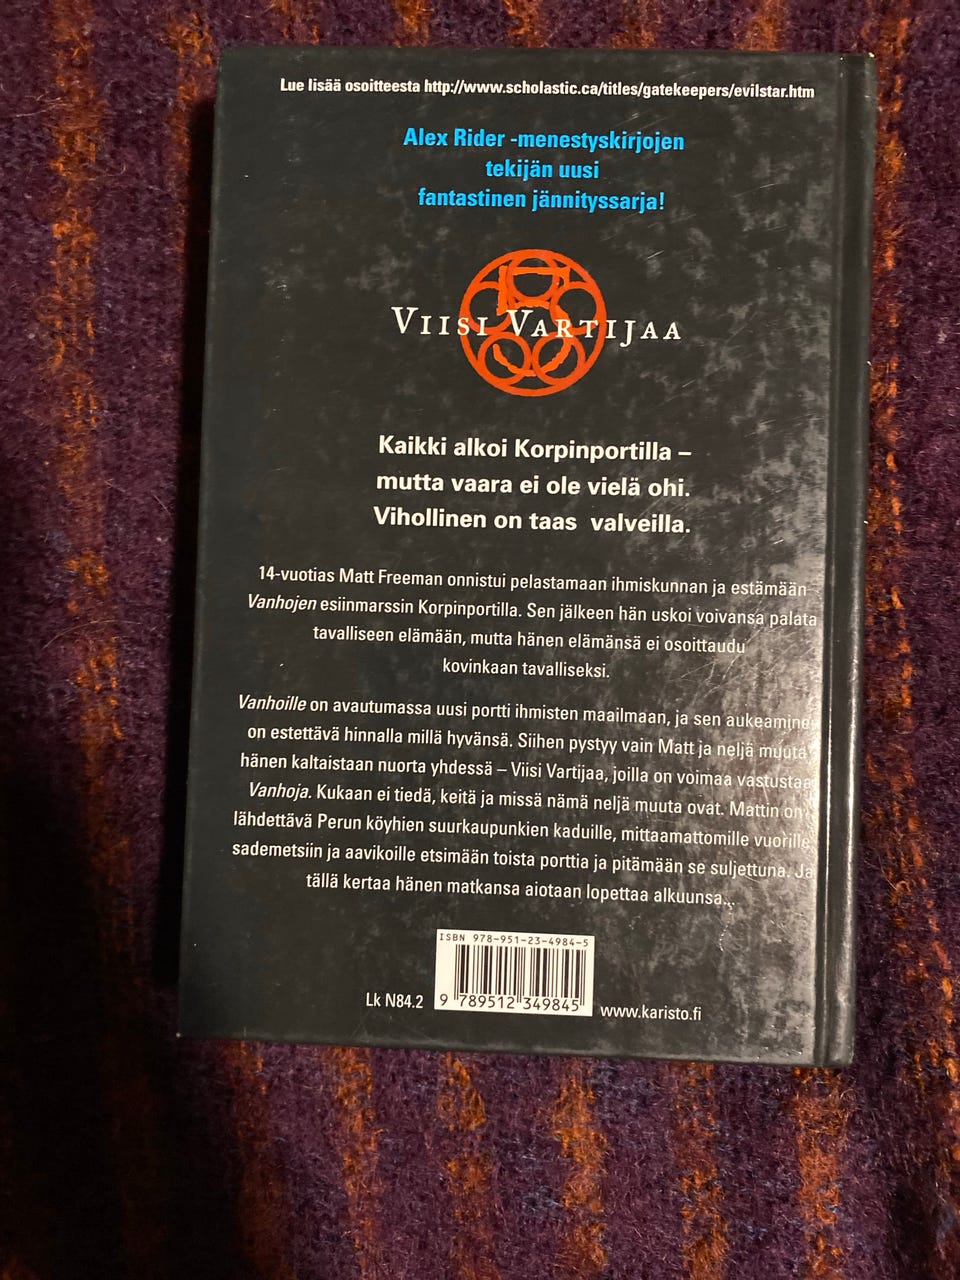 Lue lisää osoitteesta http://www.scholastic.ca/titles/gatekeepers/evilstar.htm
Alex Rider -menestyskirjojen
tekijän uusi
fantastinen jännityssarja!
VIISI VARTIJAA
Kaikki alkoi Korpinportilla –
mutta vaara ei ole vielä ohi.
Vihollinen on taas valveilla.
14-vuotias Matt Freeman onnistui pelastamaan ihmiskunnan ja estämään
Vanhojen esiinmarssin Korpinportilla. Sen jälkeen hän uskoi voivansa palata
tavalliseen elämään, mutta hänen elämänsä ei osoittaudu
kovinkaan tavalliseksi.
Vanhoille on avautumassa uusi portti ihmisten maailmaan, ja sen aukeaminen
on estettävä hinnalla millä hyvänsä. Siihen pystyy vain Matt ja neljä muuta
hänen kaltaistaan nuorta yhdessä – Viisi Vartijaa, joilla on voimaa vastustaa
Vanhoja. Kukaan ei tiedä, keitä ja missä nämä neljä muuta ovat. Mattin on
lähdettävä Perun köyhien suurkaupunkien kaduille, mittaamattomille vuorille,
sademetsiin ja aavikoille etsimään toista porttia ja pitämään se suljettuna. Ja
tällä kertaa hänen matkansa aiotaan lopettaa alkuunsa...
ISBN 978-951-23-4984-5
Lk N84.2
9 789512 349845
www.karisto.fi